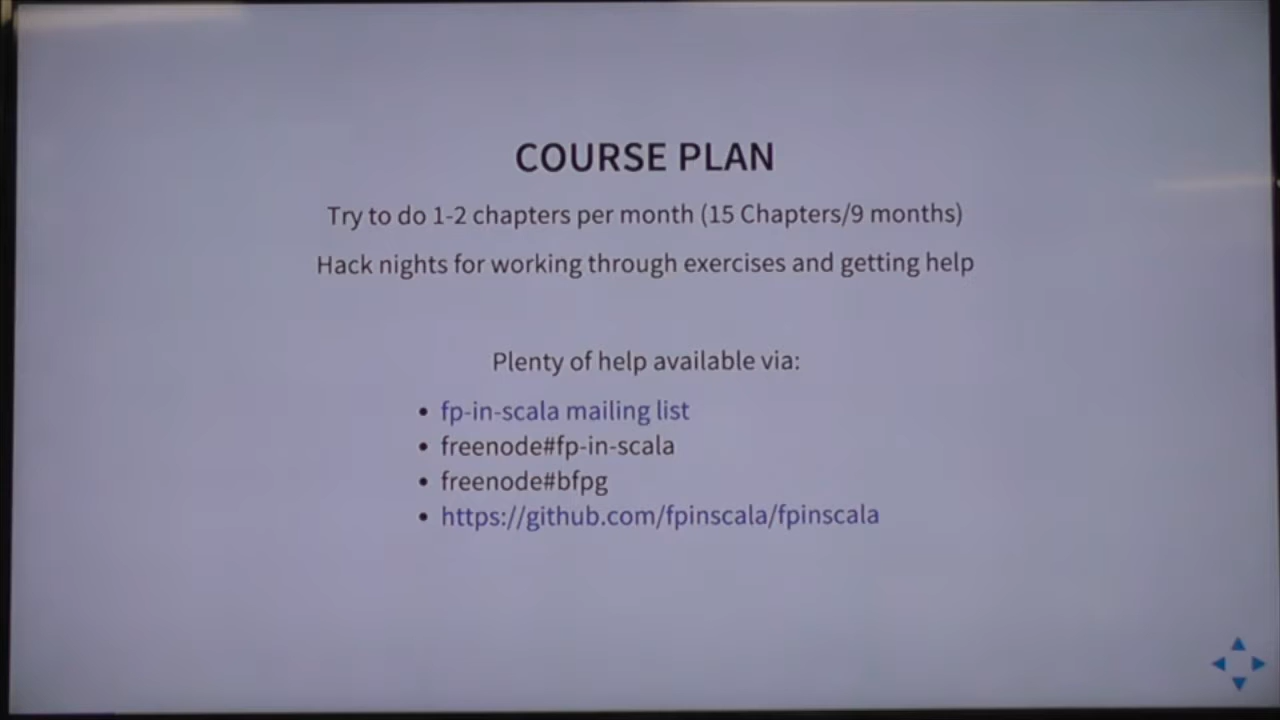 COURSE PLAN
Try to do 1-2 chapters per month (15 Chapters/9 months)
Hack nights for working through exercises and getting help
Plenty of help available via:
• fp-in-scala mailing list
• freenode#fp-in-scala
• freenode#bfpg
• https://github.com/fpinscala/fpinscala